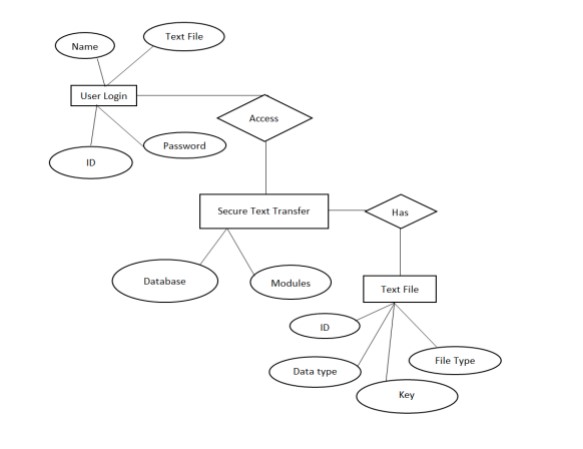 Text File
Name
User Login
Access
Password
ID
Secure Text Transfer
Has
Database
Modules
Text File
ID
File Type
Data type
Key